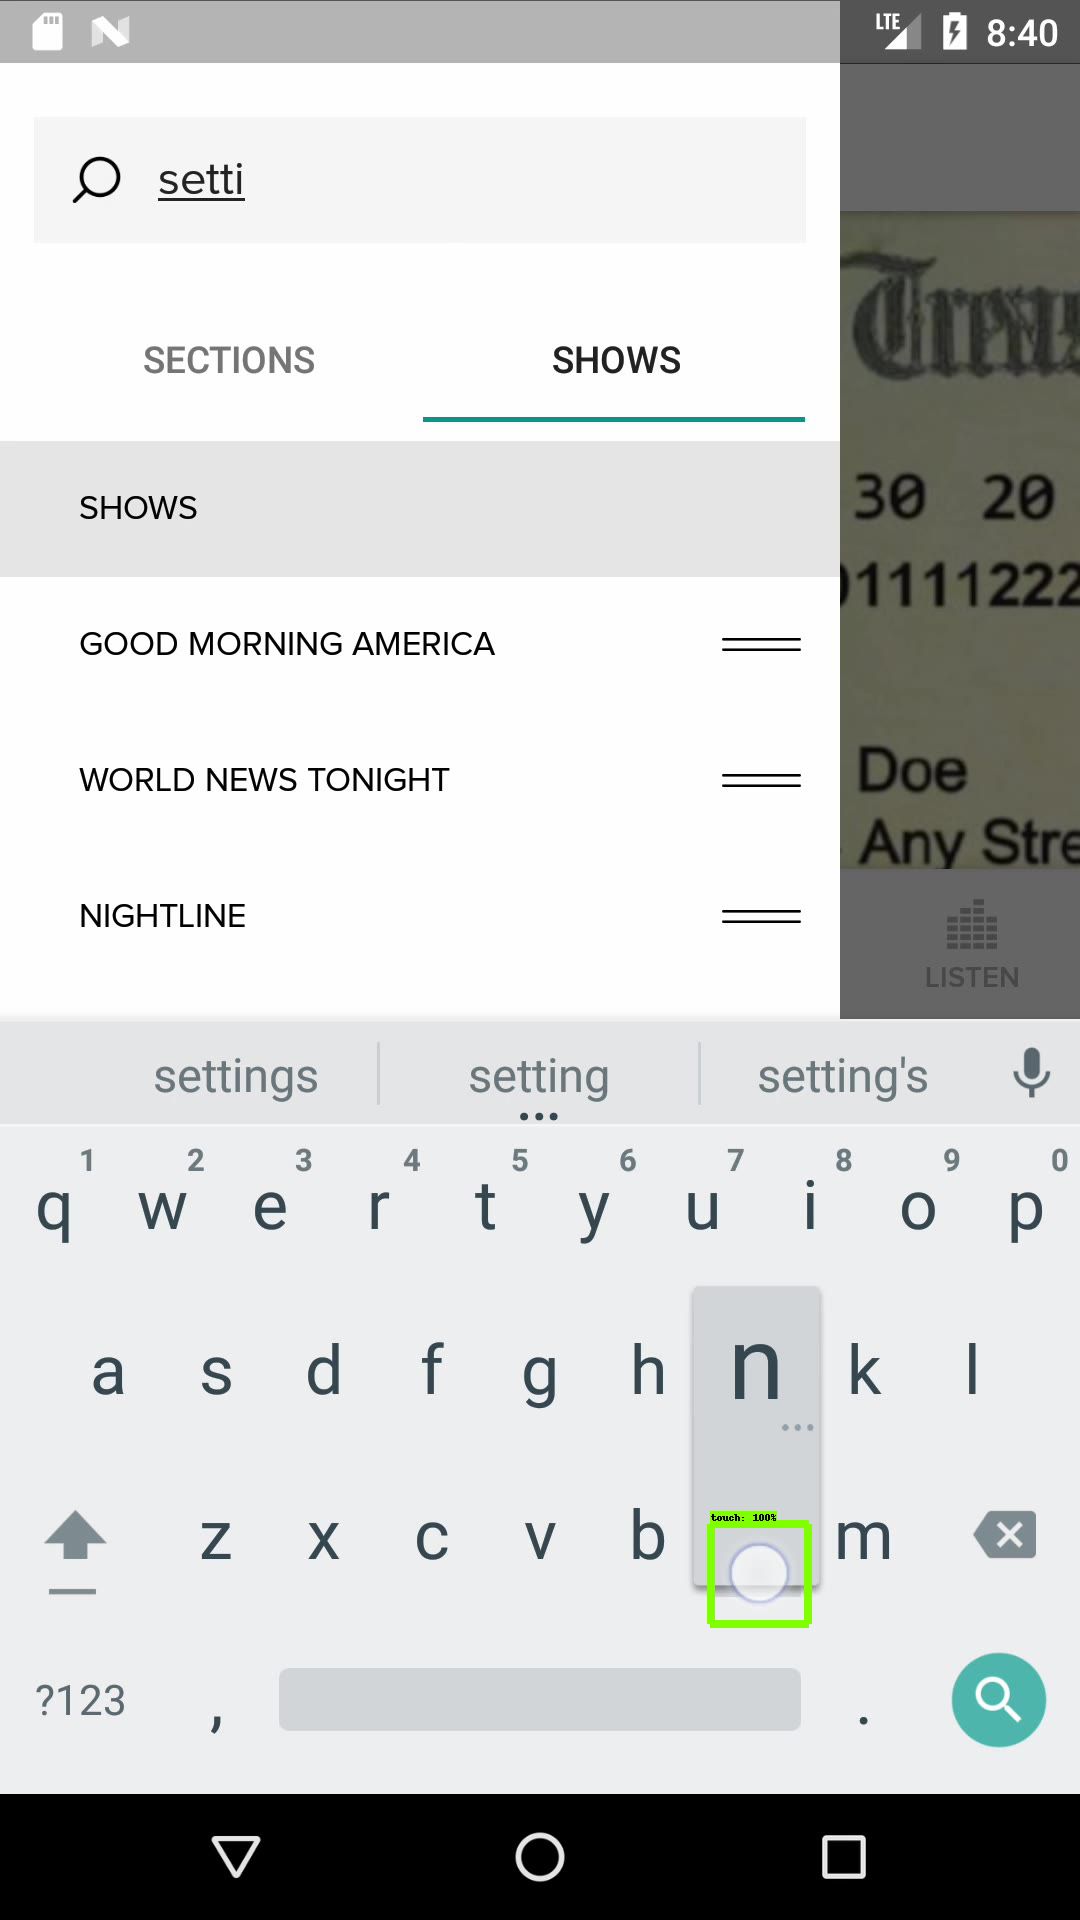 LTE 8:40
setti
SECTIONS SHOWS
SHOWS
GOOD MORNING AMERICA
WORLD NEWS TONIGHT
NIGHTLINE
30 20
01111222
Doe
Any Stre
LISTEN
settings setting setting's
1 2 3 4 5 6 7 8 9 0
q w e r t y u i o p
a s d f g h n k l
touch: 100%
z x c v b m
?123 , .